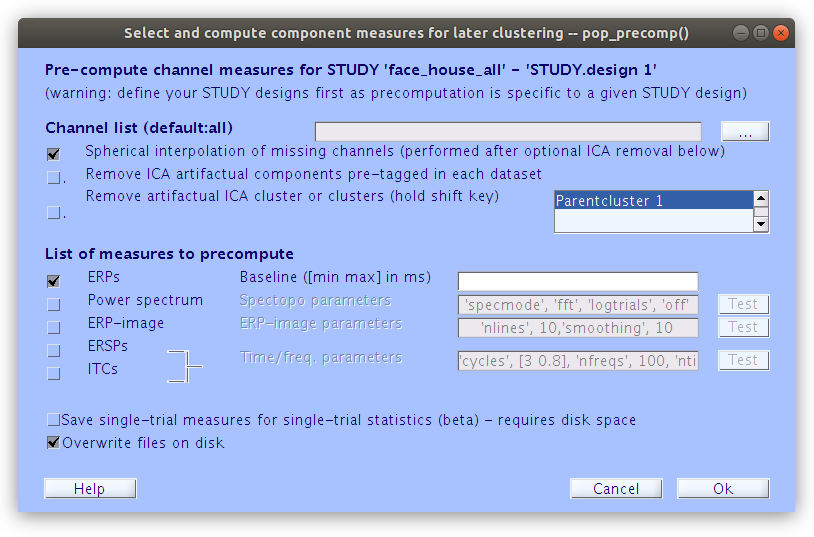 Select and compute component measures for later clustering -- pop_precomp()
Pre-compute channel measures for STUDY 'face_house_all' - 'STUDY.design 1'
(warning: define your STUDY designs first as precomputation is specific to a given STUDY design)
Channel list (default:all) ...
Spherical interpolation of missing channels (performed after optional ICA removal below)
. Remove ICA artifactual components pre-tagged in each dataset
. Remove artifactual ICA cluster or clusters (hold shift key) Parentcluster 1
List of measures to precompute
ERPs Baseline ([min max] in ms)
Power spectrum Spectopo parameters 'specmode', 'fft', 'logtrials', 'off' Test
ERP-image ERP-image parameters 'nlines', 10,'smoothing', 10 Test
ERSPs
Time/freq. parameters 'cycles', [3 0.8], 'nfreqs', 100, 'nti Test
ITCs
Save single-trial measures for single-trial statistics (beta) - requires disk space
Overwrite files on disk
Help Cancel Ok